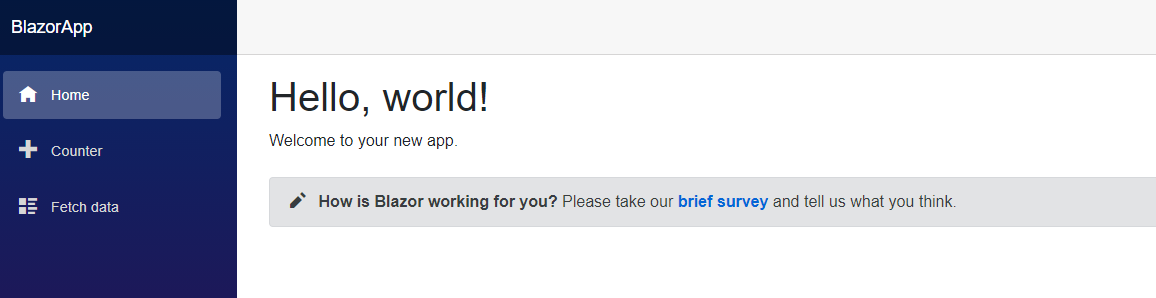 BlazorApp
Home
Counter
Fetch data
Hello, world!
Welcome to your new app.
How is Blazor working for you? Please take our brief survey and tell us what you think.